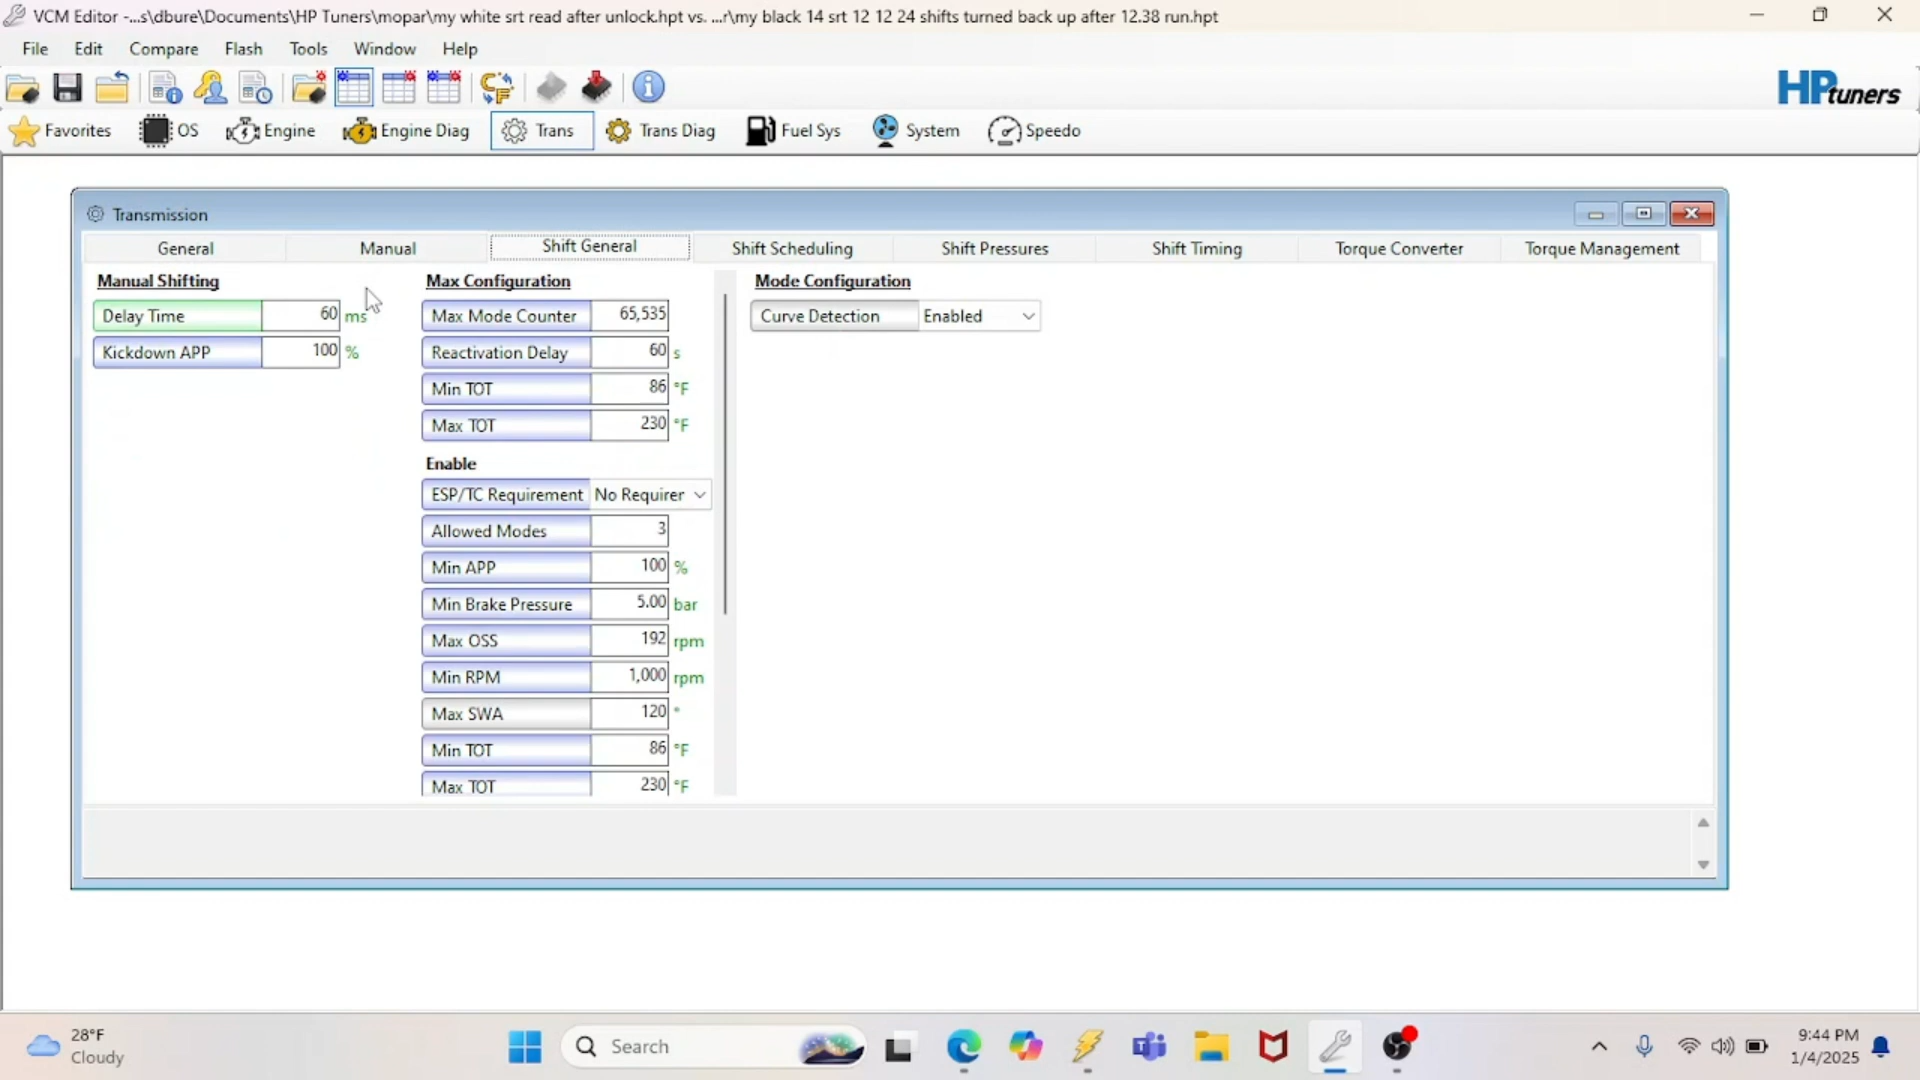 VCM Editor -...s\dbure\Documents\HP Tuners\mopar\my white srt read after unlock.hpt vs. ...r\my black 14 srt 12 12 24 shifts turned back up after 12.38 run.hpt
File Edit Compare Flash Tools Window Help
HPtuners
Favorites OS Engine Engine Diag Trans Trans Diag Fuel Sys System Speedo
Transmission
General Manual Shift General Shift Scheduling Shift Pressures Shift Timing Torque Converter Torque Management
Manual Shifting
Delay Time 60 ms
Kickdown APP 100 %
Max Configuration
Max Mode Counter 65,535
Reactivation Delay 60 s
Min TOT 86 °F
Max TOT 230 °F
Enable
ESP/TC Requirement No Requirer
Allowed Modes 3
Min APP 100 %
Min Brake Pressure 5.00 bar
Max OSS 192 rpm
Min RPM 1,000 rpm
Max SWA 120 °
Min TOT 86 °F
Max TOT 230 °F
Mode Configuration
Curve Detection Enabled
28°F
Cloudy
Search
9:44 PM
1/4/2025